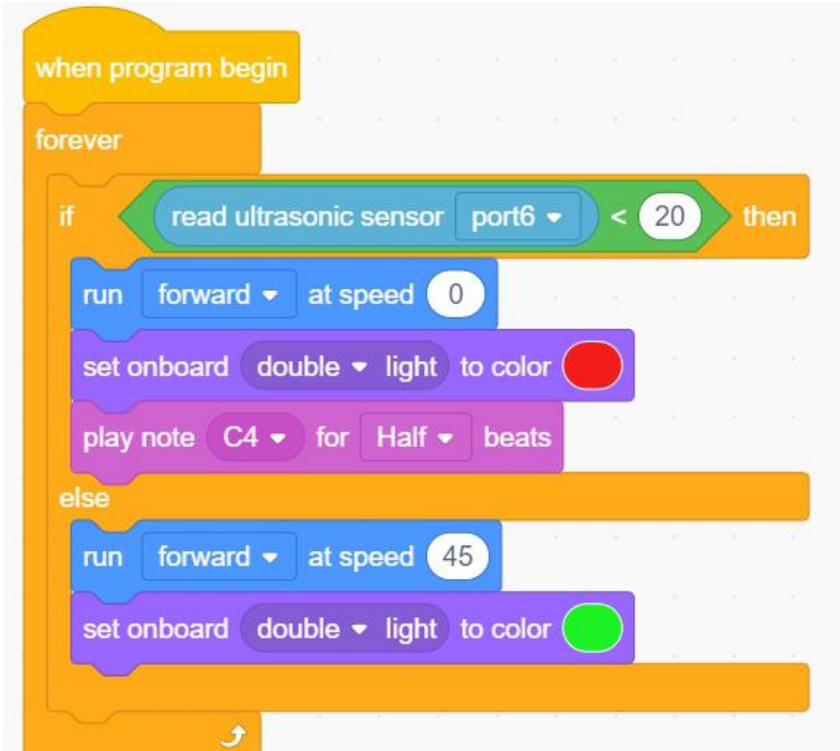 when program begin
forever
if read ultrasonic sensor port6 < 20 then
run forward at speed 0
set onboard double light to color
play note C4 for Half beats
else
run forward at speed 45
set onboard double light to color